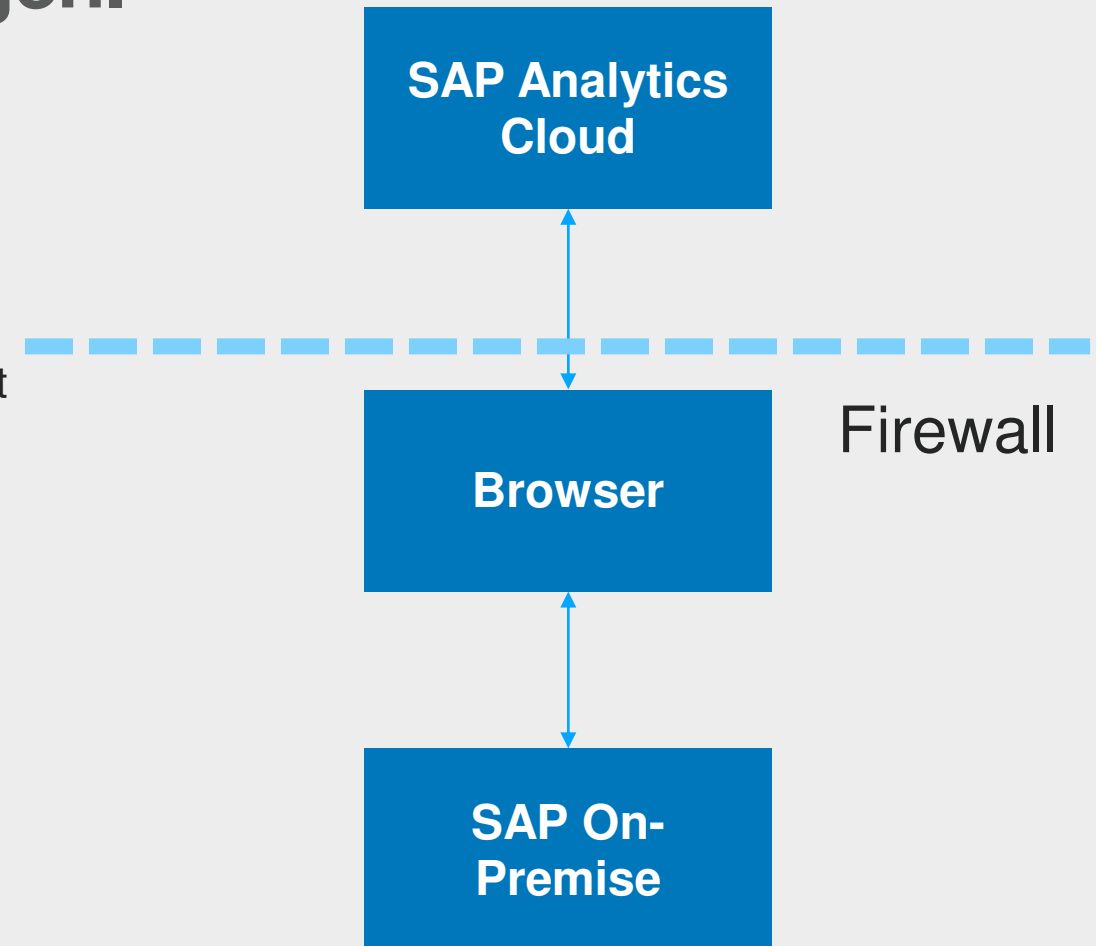 SAP Analytics
Cloud
t
Firewall
Browser
SAP On-
Premise